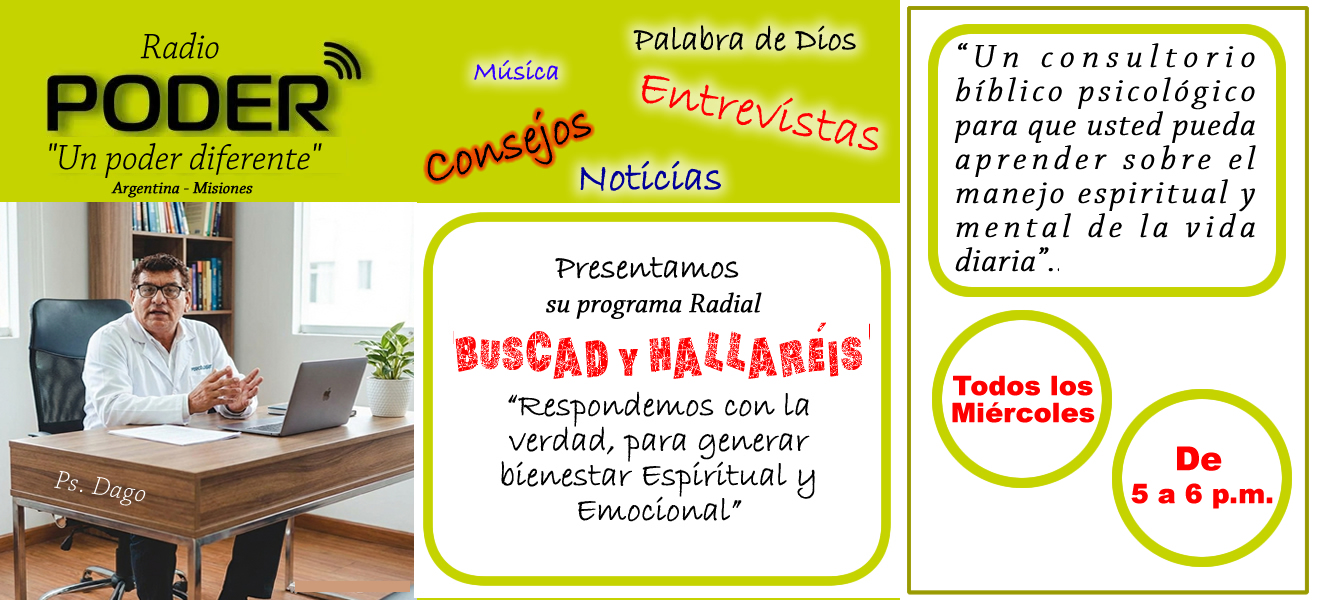 Radio
PODER
"Un poder diferente"
Argentina - Misiones
Música
Palabra de Dios
Entrevistas
Consejos
Noticias
Ps. Dago
Presentamos
su programa Radial
BUSCAD Y HALLARÉIS
“Respondemos con la
verdad, para generar
bienestar Espiritual y
Emocional”
“Un consultorio
bíblico psicológico
para que usted pueda
aprender sobre el
manejo espiritual y
mental de la vida
diaria”..
Todos los
Miércoles
De
5 a 6 p.m.